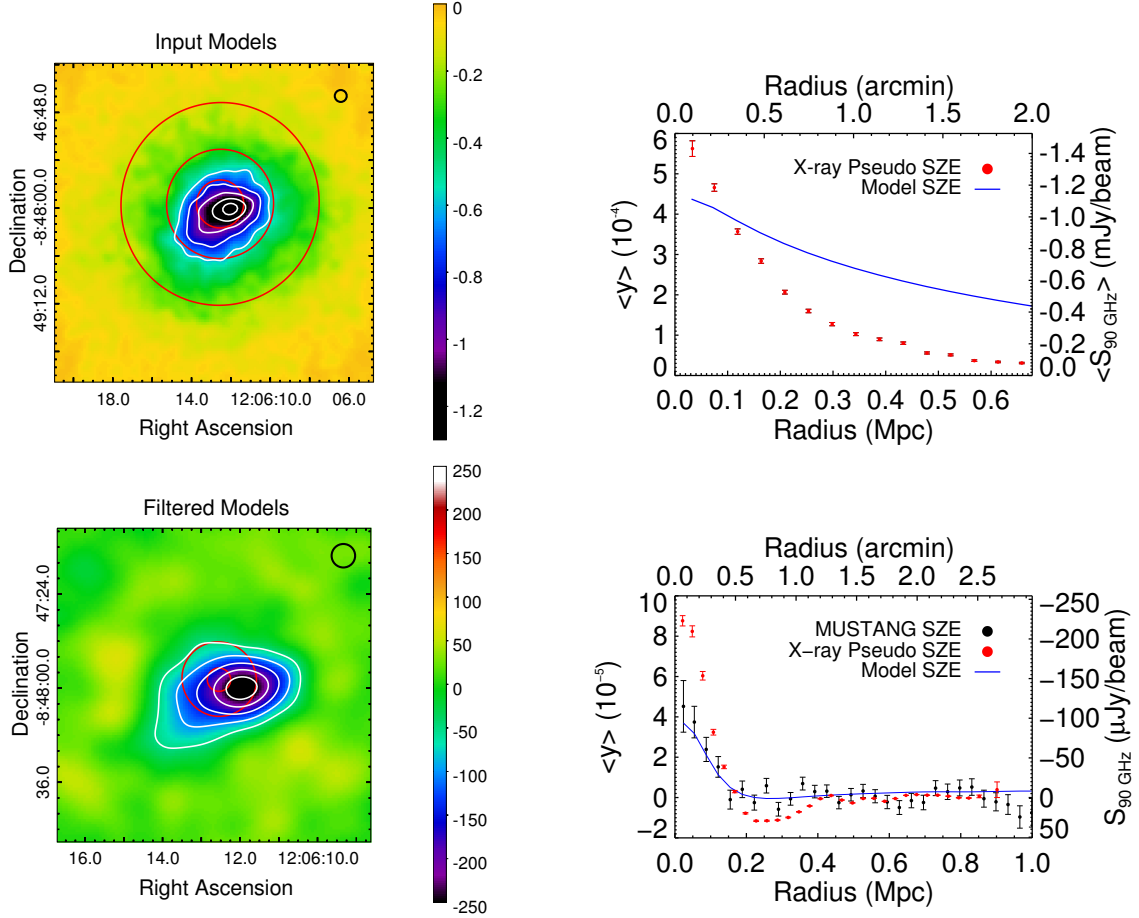 Input Models
Declination
46:48.0
-8:48:00.0
49:12.0
18.0 14.0 12:06:10.0 06.0
Right Ascension
0
-0.2
-0.4
-0.6
-0.8
-1
-1.2
Radius (arcmin)
0.0 0.5 1.0 1.5 2.0
<y> (10-4)
6
5
4
3
2
1
0
X-ray Pseudo SZE
Model SZE
-1.4
-1.2
-1.0
-0.8
-0.6
-0.4
-0.2
0.0
<S90 GHz> (mJy/beam)
0.0 0.1 0.2 0.3 0.4 0.5 0.6
Radius (Mpc)
Filtered Models
Declination
47:24.0
-8:48:00.0
36.0
16.0 14.0 12.0 12:06:10.0
Right Ascension
250
200
150
100
50
0
-50
-100
-150
-200
-250
Radius (arcmin)
0.0 0.5 1.0 1.5 2.0 2.5
<y> (10-5)
10
8
6
4
2
0
−2
MUSTANG SZE
X−ray Pseudo SZE
Model SZE
−250
−200
−150
−100
−50
0
50
S90 GHz (μJy/beam)
0.0 0.2 0.4 0.6 0.8 1.0
Radius (Mpc)